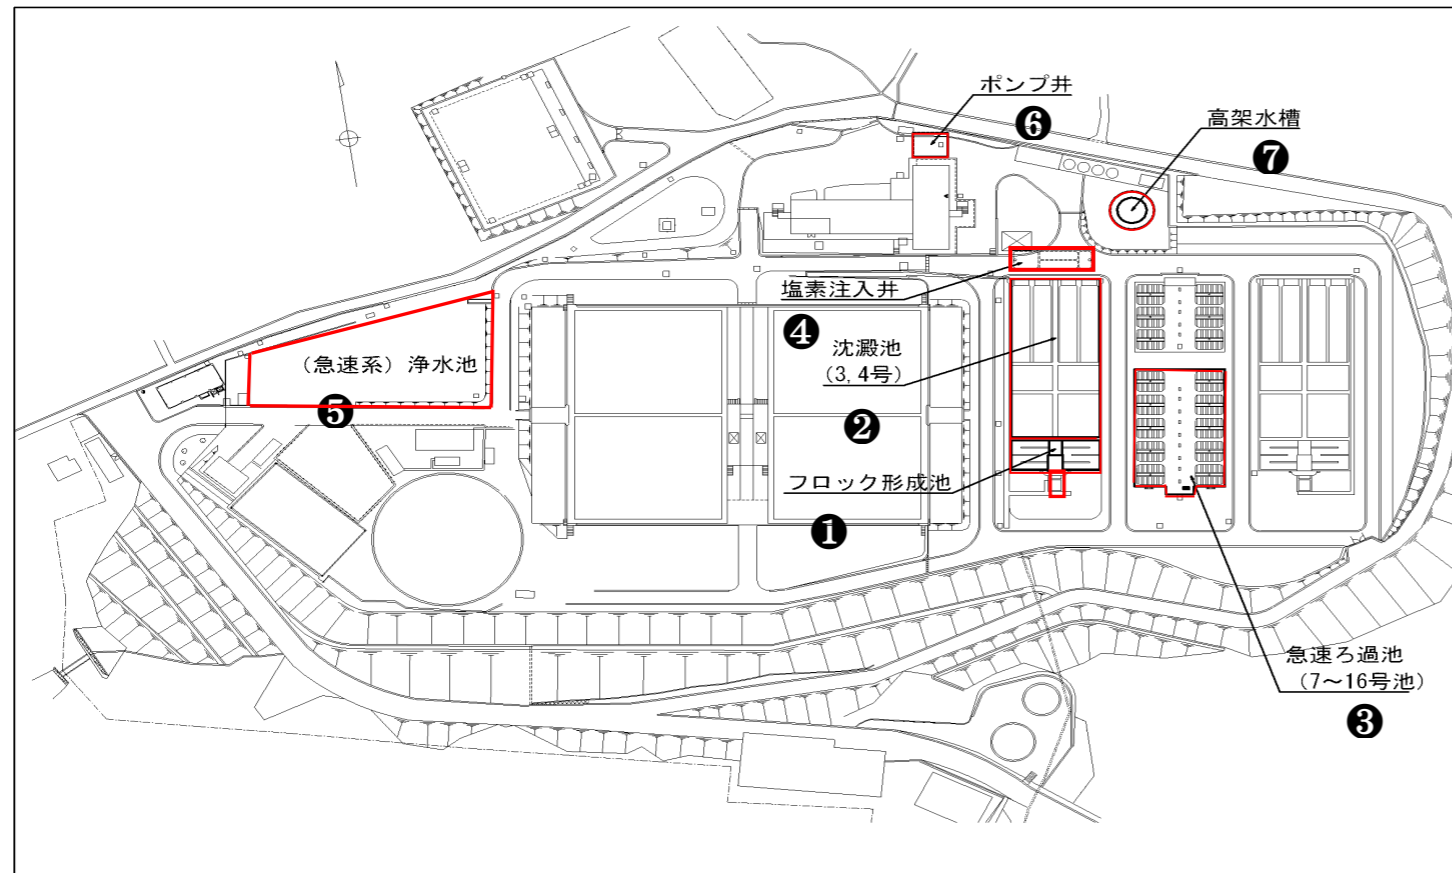 ポンプ井
❻
高架水槽
❼
塩素注入井
❹
沈澱池
(3,4号)
(急速系)浄水池
❺
❷
フロック形成池
❶
急速ろ過池
(7～16号池)
❸